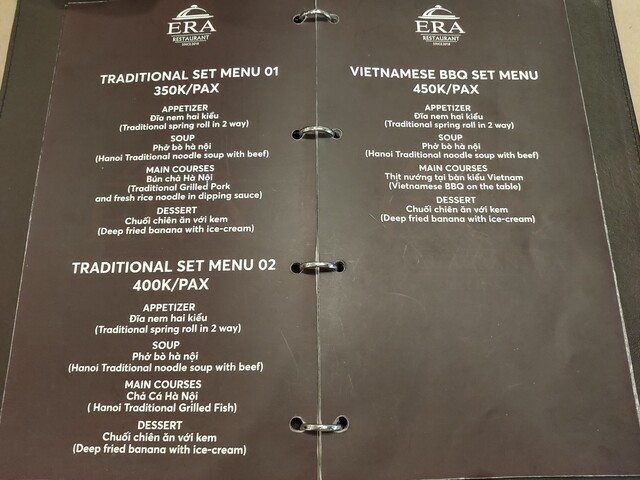 ERA
RESTAURANT
SINCE 2018
TRADITIONAL SET MENU 01
350K/PAX
APPETIZER
Đĩa nem hai kiểu
(Traditional spring roll in 2 way)
SOUP
Phở bò hà nội
(Hanoi Traditional noodle soup with beef)
MAIN COURSES
Bún chả Hà Nội
(Traditional Grilled Pork
and fresh rice noodle in dipping sauce)
DESSERT
Chuối chiên ăn với kem
(Deep fried banana with ice-cream)
TRADITIONAL SET MENU 02
400K/PAX
APPETIZER
Đĩa nem hai kiểu
(Traditional spring roll in 2 way)
SOUP
Phở bò hà nội
(Hanoi Traditional noodle soup with beef)
MAIN COURSES
Chả Cá Hà Nội
( Hanoi Traditional Grilled Fish)
DESSERT
Chuối chiên ăn với kem
(Deep fried banana with ice-cream)
ERA
RESTAURANT
SINCE 2018
VIETNAMESE BBQ SET MENU
450K/PAX
APPETIZER
Đĩa nem hai kiểu
(Traditional spring roll in 2 way)
SOUP
Phở bò hà nội
(Hanoi Traditional noodle soup with beef)
MAIN COURSES
Thịt nướng tại bàn kiểu Vietnam
(Vietnamese BBQ on the table)
DESSERT
Chuối chiên ăn với kem
(Deep fried banana with ice-cream)